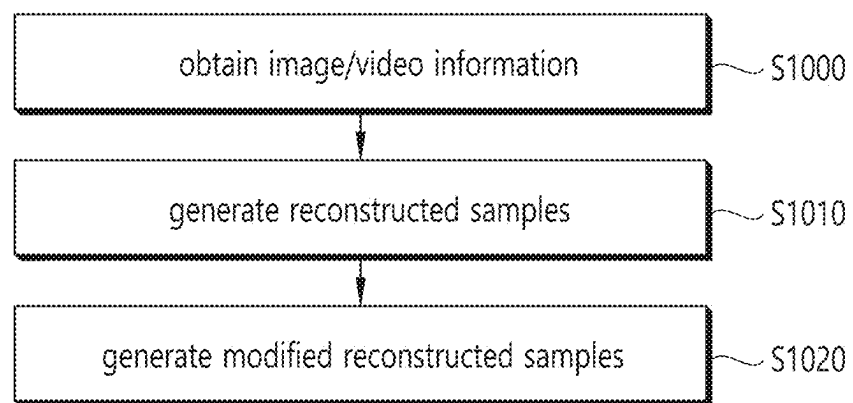 obtain image/video information S1000
generate reconstructed samples S1010
generate modified reconstructed samples S1020